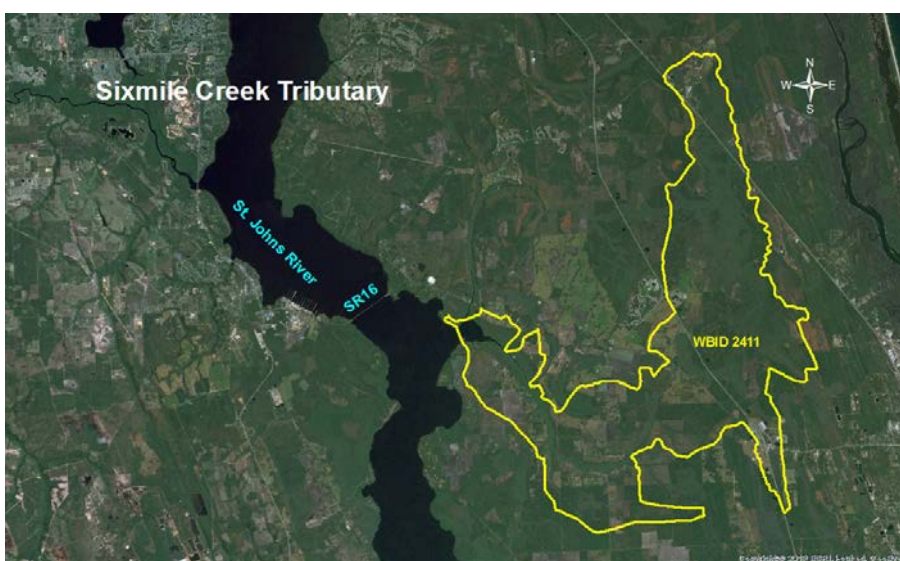 Sixmile Creek Tributary
N
W E
S
St. Johns River
SR16
WBID 2411